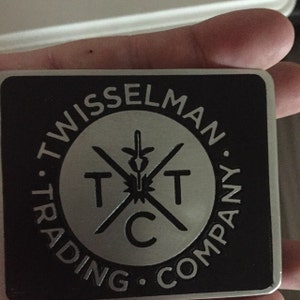 TWISSELMAN
T T
C
TRADING · COMPANY